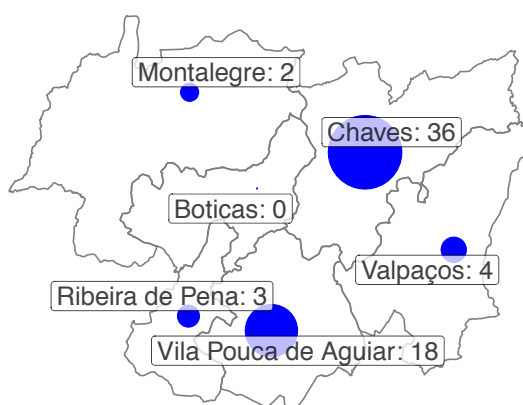 Montalegre: 2
Chaves: 36
Boticas: 0
Valpaços: 4
Ribeira de Pena: 3
Vila Pouca de Aguiar: 18